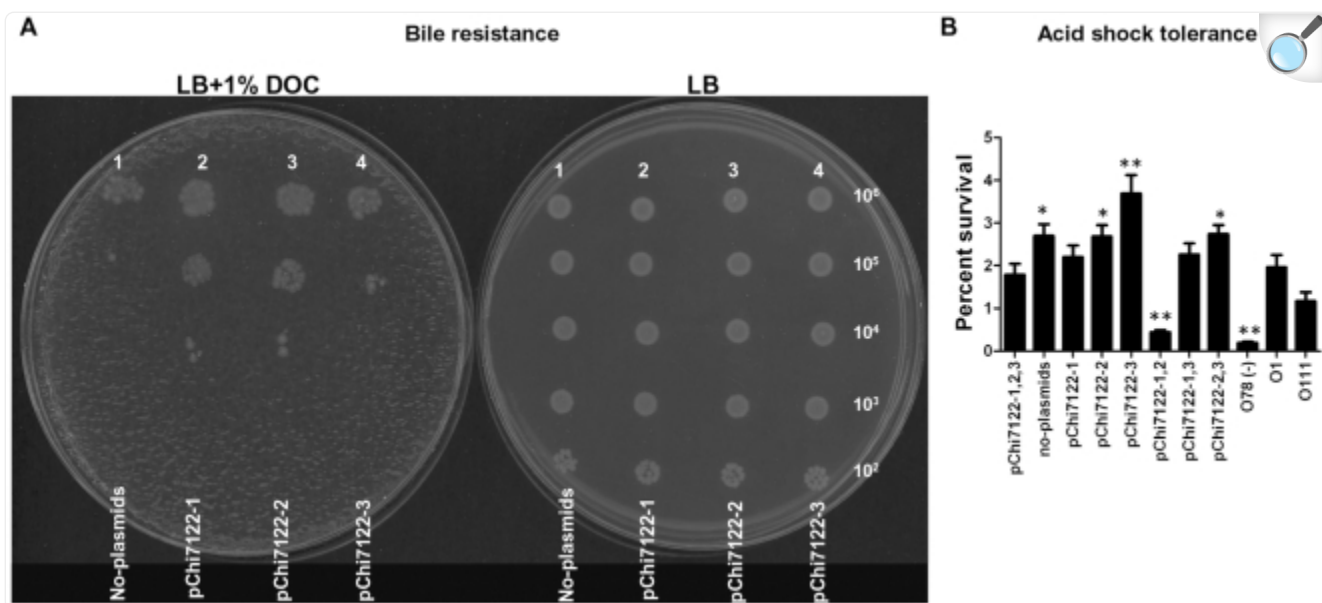 A
Bile resistance
B
Acid shock tolerance
LB+1% DOC
LB
1
2
3
4
1
2
3
4
10⁶
10⁵
10⁴
10³
10²
No-plasmids
pChi7122-1
pChi7122-2
pChi7122-3
No-plasmids
pChi7122-1
pChi7122-2
pChi7122-3
Percent survival
5
4
3
2
1
0
*
*
**
**
*
**
pChi7122-1,2,3
no-plasmids
pChi7122-1
pChi7122-2
pChi7122-3
pChi7122-1,2
pChi7122-1,3
pChi7122-2,3
O78 (-)
O1
O111